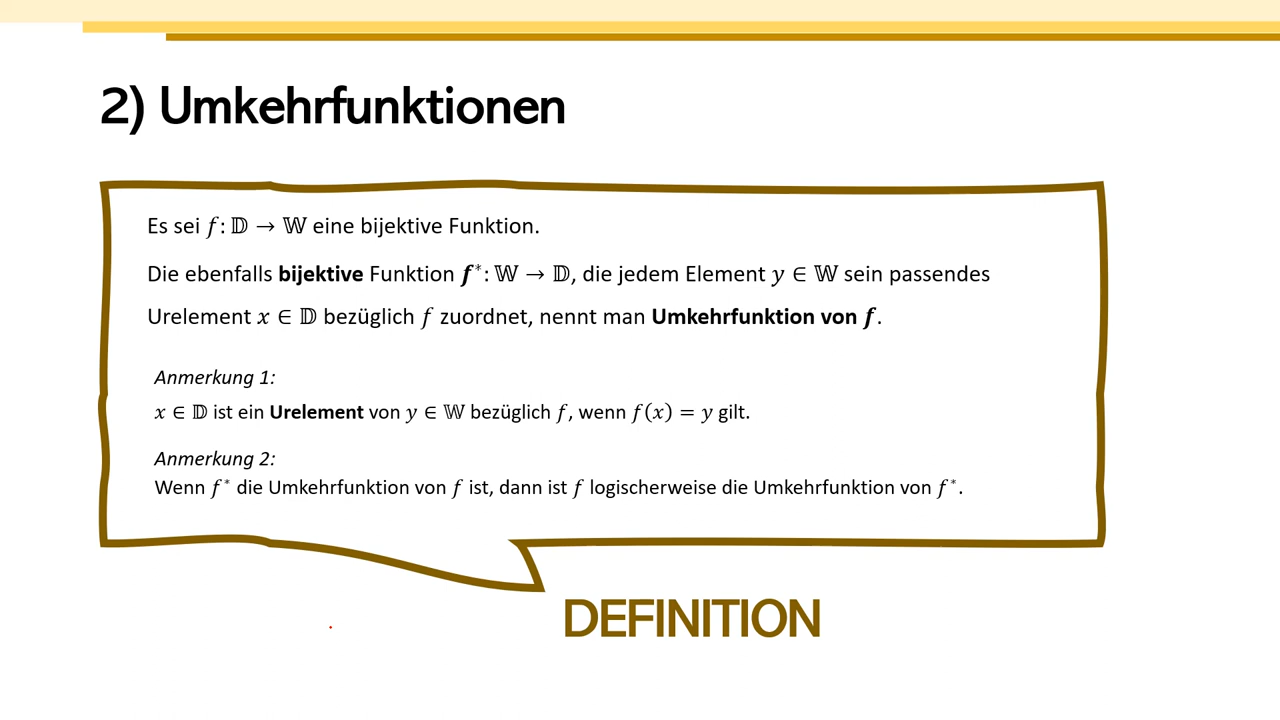 2) Umkehrfunktionen
Es sei f: 𝔻 → 𝕎 eine bijektive Funktion.
Die ebenfalls bijektive Funktion f*: 𝕎 → 𝔻, die jedem Element y ∈ 𝕎 sein passendes
Urelement x ∈ 𝔻 bezüglich f zuordnet, nennt man Umkehrfunktion von f.
Anmerkung 1:
x ∈ 𝔻 ist ein Urelement von y ∈ 𝕎 bezüglich f, wenn f(x) = y gilt.
Anmerkung 2:
Wenn f* die Umkehrfunktion von f ist, dann ist f logischerweise die Umkehrfunktion von f*.
DEFINITION